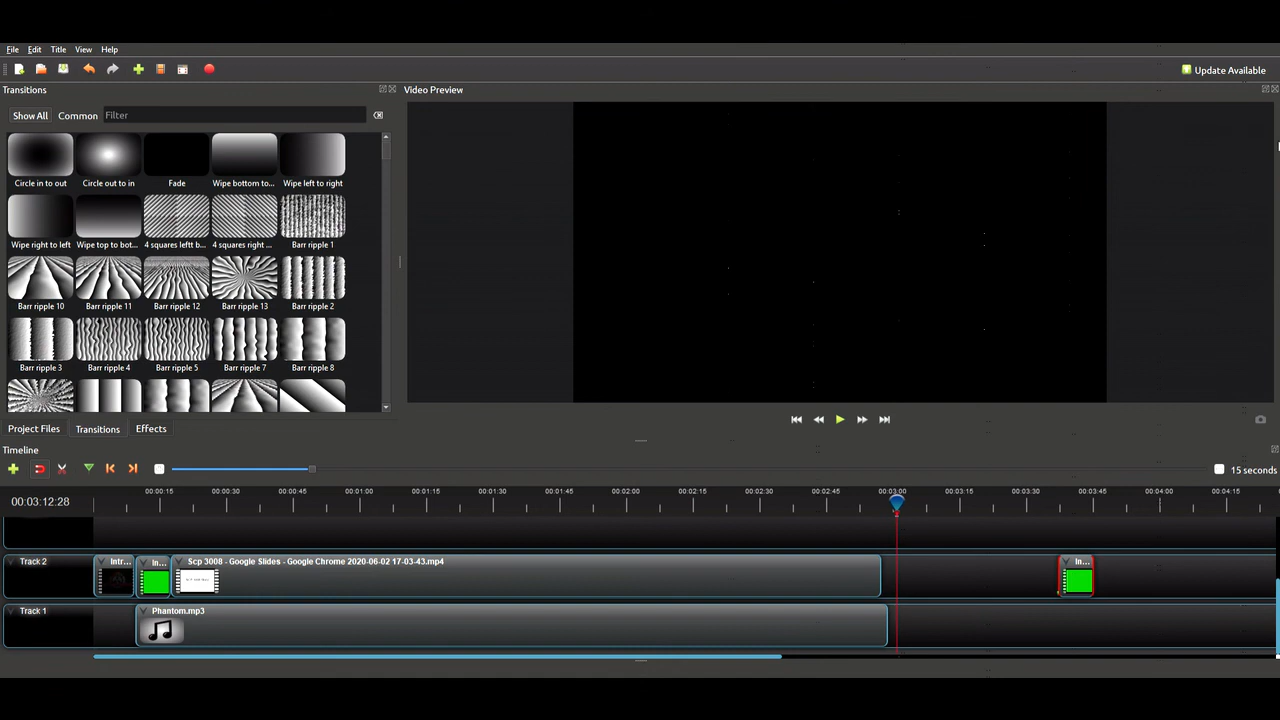 File Edit Title View Help
Update Available
Transitions
Video Preview
Show All Common Filter
Circle in to out Circle out to in Fade Wipe bottom to... Wipe left to right
Wipe right to left Wipe top to bot... 4 squares leftt b... 4 squares right ... Barr ripple 1
Barr ripple 10 Barr ripple 11 Barr ripple 12 Barr ripple 13 Barr ripple 2
Barr ripple 3 Barr ripple 4 Barr ripple 5 Barr ripple 7 Barr ripple 8
Project Files Transitions Effects
Timeline
15 seconds
00:03:12:28
00:00:15 00:00:30 00:00:45 00:01:00 00:01:15 00:01:30 00:01:45 00:02:00 00:02:15 00:02:30 00:02:45 00:03:00 00:03:15 00:03:30 00:03:45 00:04:00 00:04:15
Track 2 Intr... In... Scp 3008 - Google Slides - Google Chrome 2020-06-02 17-03-43.mp4 In...
Track 1 Phantom.mp3